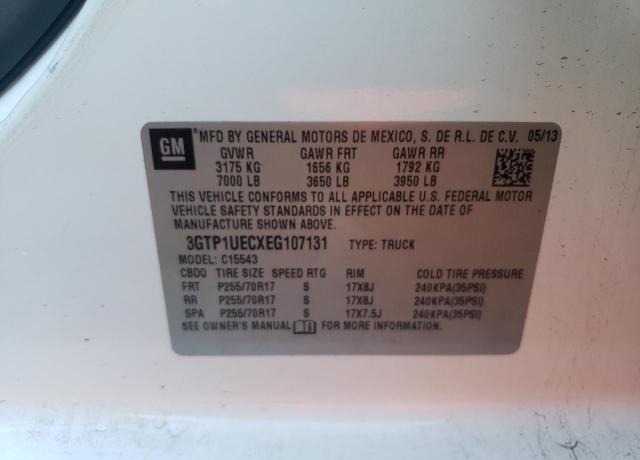 GM
MFD BY GENERAL MOTORS DE MEXICO, S. DE R.L. DE C.V. 05/13
GVWR GAWR FRT GAWR RR
3175 KG 1656 KG 1792 KG
7000 LB 3650 LB 3950 LB
THIS VEHICLE CONFORMS TO ALL APPLICABLE U.S. FEDERAL MOTOR
VEHICLE SAFETY STANDARDS IN EFFECT ON THE DATE OF
MANUFACTURE SHOWN ABOVE.
3GTP1UECXEG107131 TYPE: TRUCK
MODEL: C15543
CBDQ TIRE SIZE SPEED RTG RIM COLD TIRE PRESSURE
FRT P255/70R17 S 17X8J 240KPA(35PSI)
RR P255/70R17 S 17X8J 240KPA(35PSI)
SPA P255/70R17 S 17X7.5J 240KPA(35PSI)
SEE OWNER'S MANUAL FOR MORE INFORMATION.